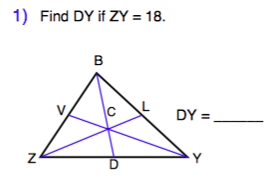 1) Find DY if ZY = 18.
B
V
C
L
DY = ______
Z
D
Y